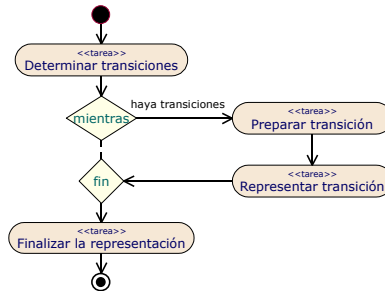 <<tarea>>
Determinar transiciones
mientras
haya transiciones
<<tarea>>
Preparar transición
<<tarea>>
Representar transición
fin
<<tarea>>
Finalizar la representación